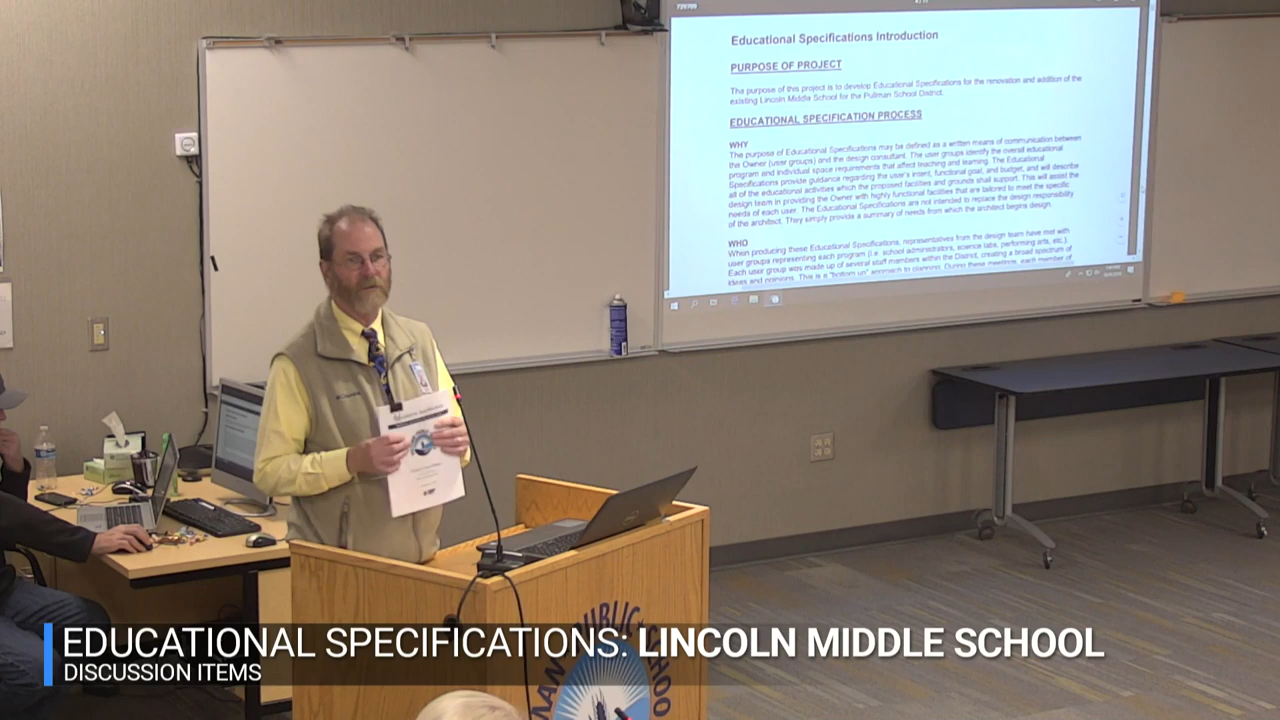 Educational Specifications Introduction
PURPOSE OF PROJECT
The purpose of this project is to develop Educational Specifications for the renovation and addition of the
existing Lincoln Middle School for the Pullman School District.
EDUCATIONAL SPECIFICATION PROCESS
WHY
The purpose of Educational Specifications may be defined as a written means of communication between
the Owner (user groups) and the design consultant. The user groups identify the overall educational
program and individual space requirements that affect teaching and learning. The Educational
Specifications provide guidance regarding the user's intent, functional goal, and budget, and will describe
all of the educational activities which the proposed facilities and grounds shall support. This will assist the
design team in providing the Owner with highly functional facilities that are tailored to meet the specific
needs of each user. The Educational Specifications are not intended to replace the design responsibility
of the architect. They simply provide a summary of needs from which the architect begins design.
WHO
When producing these Educational Specifications, representatives from the design team have met with
user groups representing each program (i.e. school administrators, science labs, performing arts, etc.).
Each user group was made up of several staff members within the District, creating a broad spectrum of
ideas and opinions. This is a "bottom up" approach to planning. During these meetings, each member of
MAN PUBLIC SCHOO
EDUCATIONAL SPECIFICATIONS: LINCOLN MIDDLE SCHOOL
DISCUSSION ITEMS